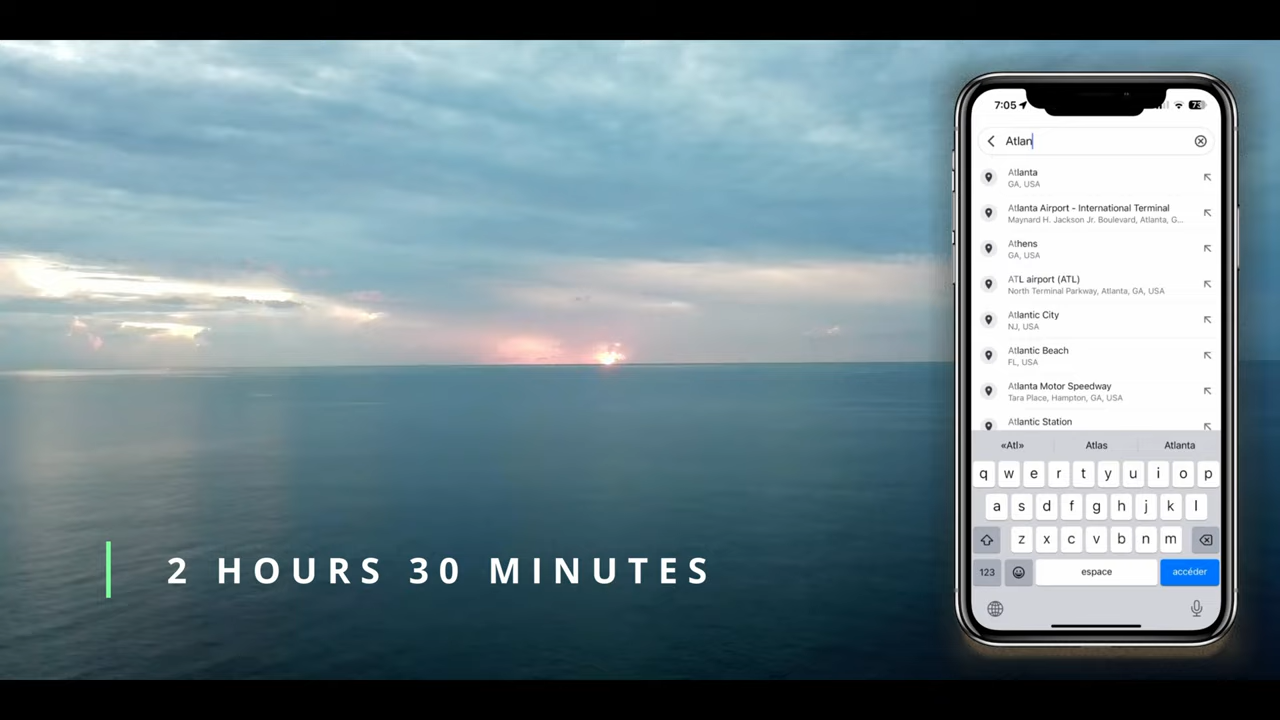 2 HOURS 30 MINUTES
7:05
73
Atlan
Atlanta
GA, USA
Atlanta Airport - International Terminal
Maynard H. Jackson Jr. Boulevard, Atlanta, G...
Athens
GA, USA
ATL airport (ATL)
North Terminal Parkway, Atlanta, GA, USA
Atlantic City
NJ, USA
Atlantic Beach
FL, USA
Atlanta Motor Speedway
Tara Place, Hampton, GA, USA
Atlantic Station
«Atl» Atlas Atlanta
q w e r t y u i o p
a s d f g h j k l
z x c v b n m
123 espace accéder